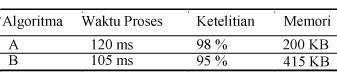 Algoritma Waktu Proses Ketelitian Memori
A 120 ms 98 % 200 KB
B 105 ms 95 % 415 KB